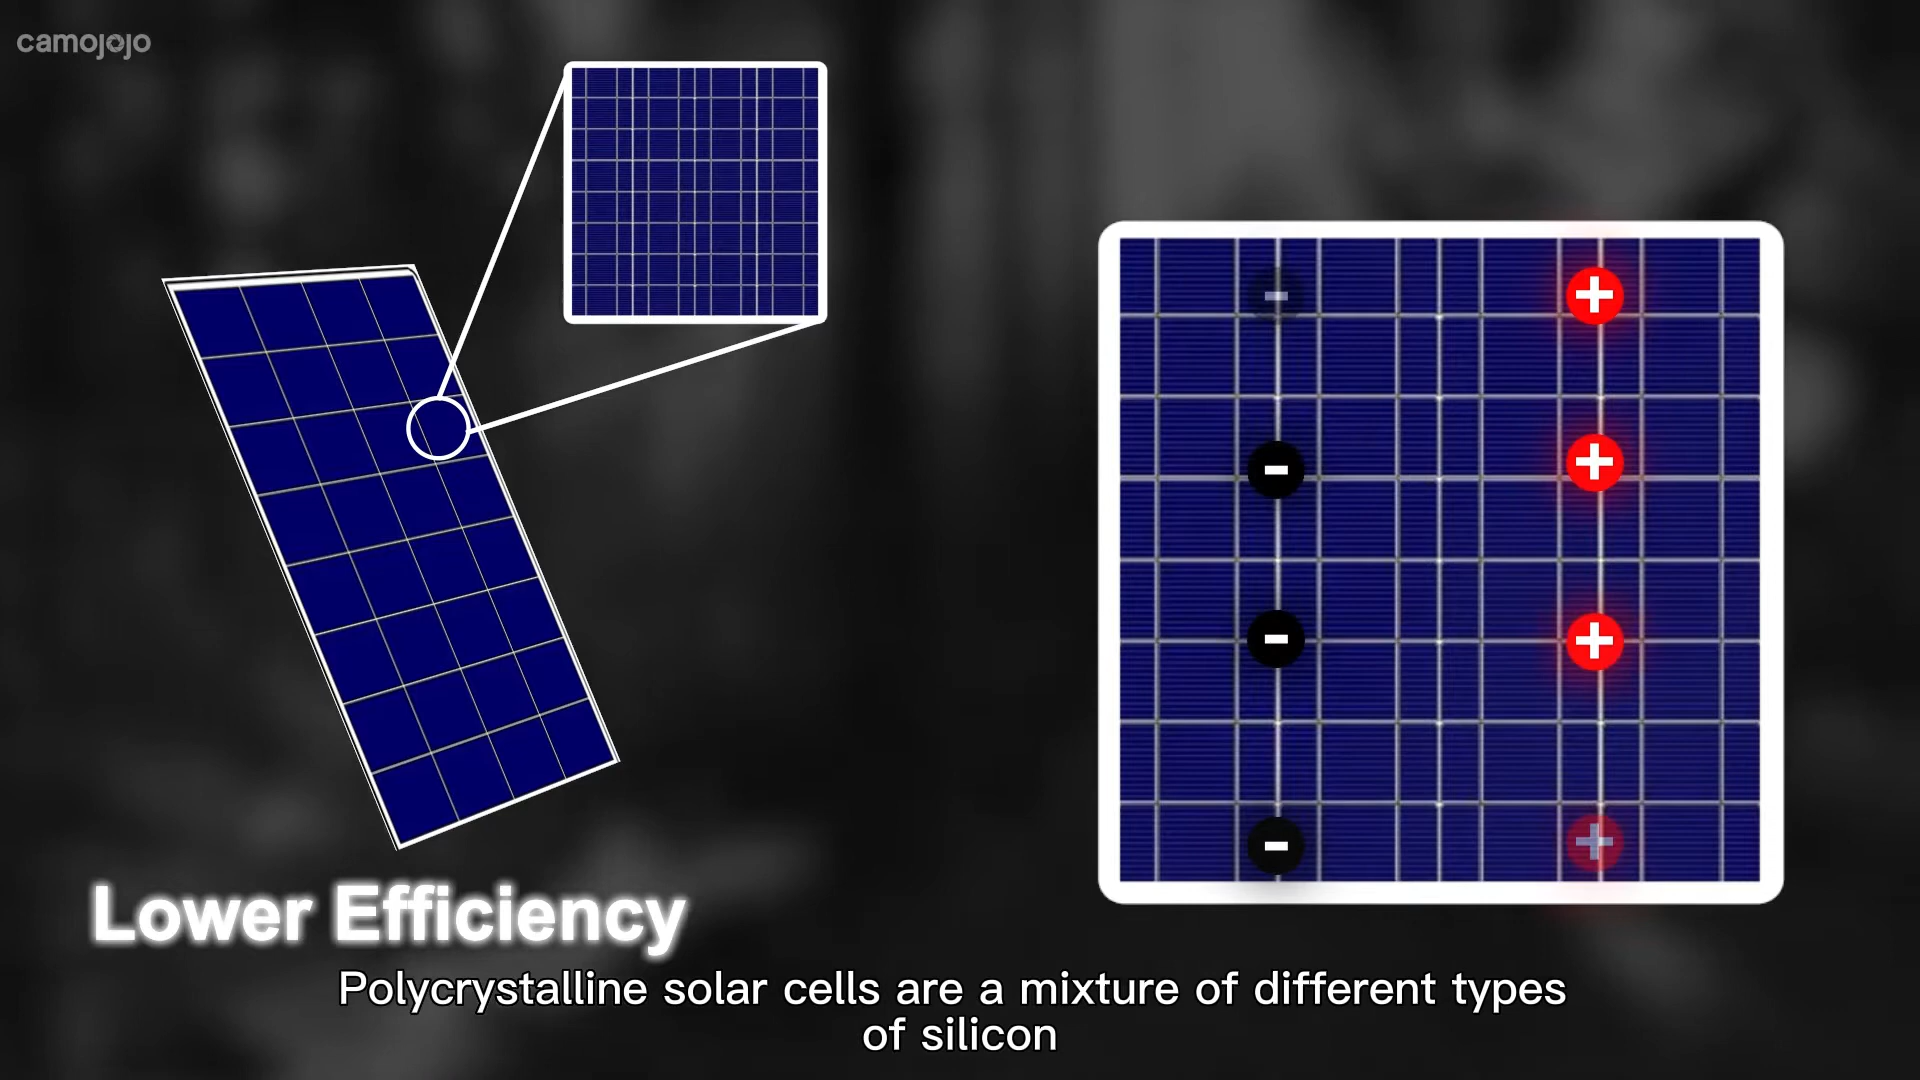 camojojo
Lower Efficiency
Polycrystalline solar cells are a mixture of different types
of silicon